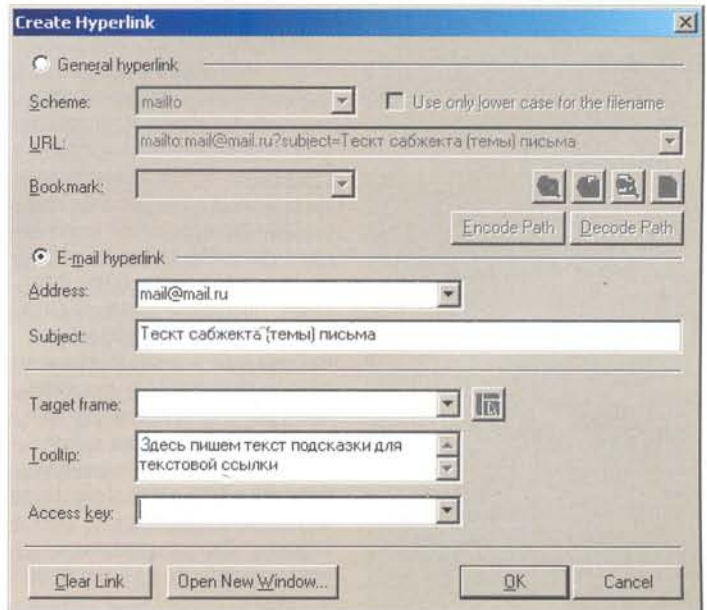 Create Hyperlink
General hyperlink
Scheme: mailto Use only lower case for the filename
URL: mailto:mail@mail.ru?subject=Тескт сабжекта (темы) письма
Bookmark:
Encode Path Decode Path
E-mail hyperlink
Address: mail@mail.ru
Subject: Тескт сабжекта (темы) письма
Target frame:
Tooltip: Здесь пишем текст подсказки для
текстовой ссылки
Access key:
Clear Link Open New Window... OK Cancel